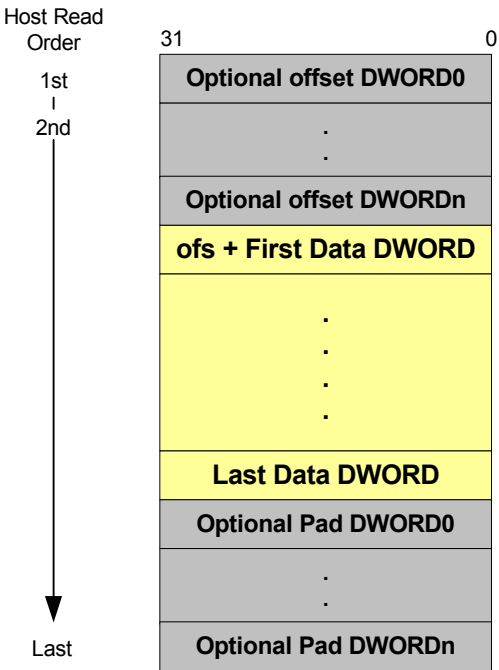 Host Read
Order
31
0
1st
2nd
Last
Optional offset DWORD0
.
.
Optional offset DWORDn
ofs + First Data DWORD
.
.
.
.
Last Data DWORD
Optional Pad DWORD0
.
.
Optional Pad DWORDn